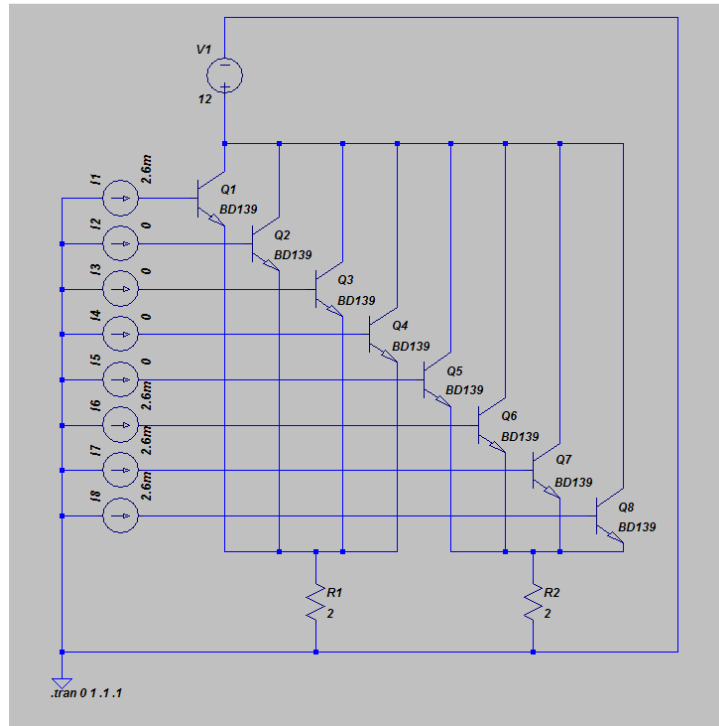 V1
12
I1
2.6m
Q1
BD139
I2
0
Q2
BD139
I3
0
Q3
BD139
I4
0
Q4
BD139
I5
0
Q5
BD139
I6
2.6m
Q6
BD139
I7
2.6m
Q7
BD139
I8
2.6m
Q8
BD139
R1
2
R2
2
.tran 0 1 .1 .1